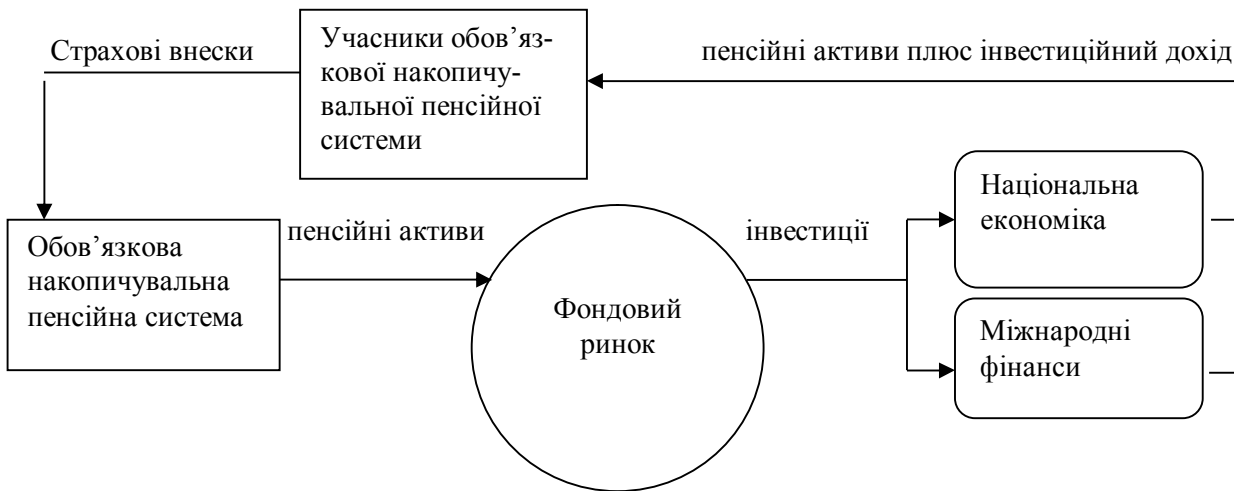 Страхові внески
Учасники обов’яз-
кової накопичу-
вальної пенсійної
системи
пенсійні активи плюс інвестиційний дохід
Обов’язкова
накопичувальна
пенсійна система
пенсійні активи
Фондовий
ринок
інвестиції
Національна
економіка
Міжнародні
фінанси